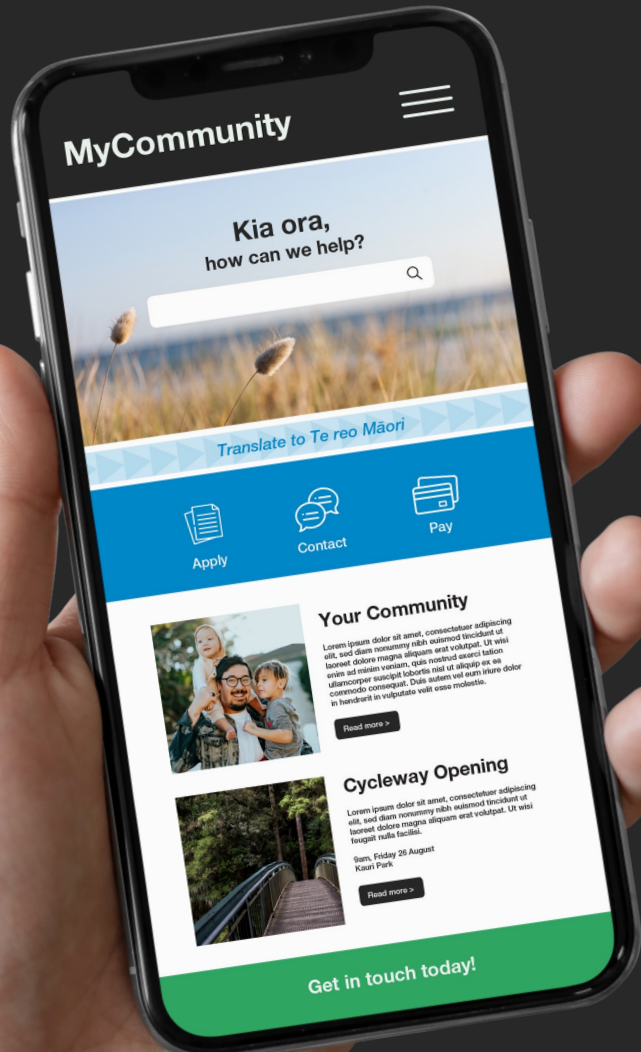 MyCommunity
Kia ora,
how can we help?
Translate to Te reo Māori
Apply
Contact
Pay
Your Community
Lorem ipsum dolor sit amet, consectetuer adipiscing
elit, sed diam nonummy nibh euismod tincidunt ut
laoreet dolore magna aliquam erat volutpat. Ut wisi
enim ad minim veniam, quis nostrud exerci tation
ullamcorper suscipit lobortis nisl ut aliquip ex ea
commodo consequat. Duis autem vel eum iriure dolor
in hendrerit in vulputate velit esse molestie.
Read more >
Cycleway Opening
Lorem ipsum dolor sit amet, consectetuer adipiscing
elit, sed diam nonummy nibh euismod tincidunt ut
laoreet dolore magna aliquam erat volutpat. Ut wisi
feugait nulla facilisi.
9am, Friday 26 August
Kauri Park
Read more >
Get in touch today!